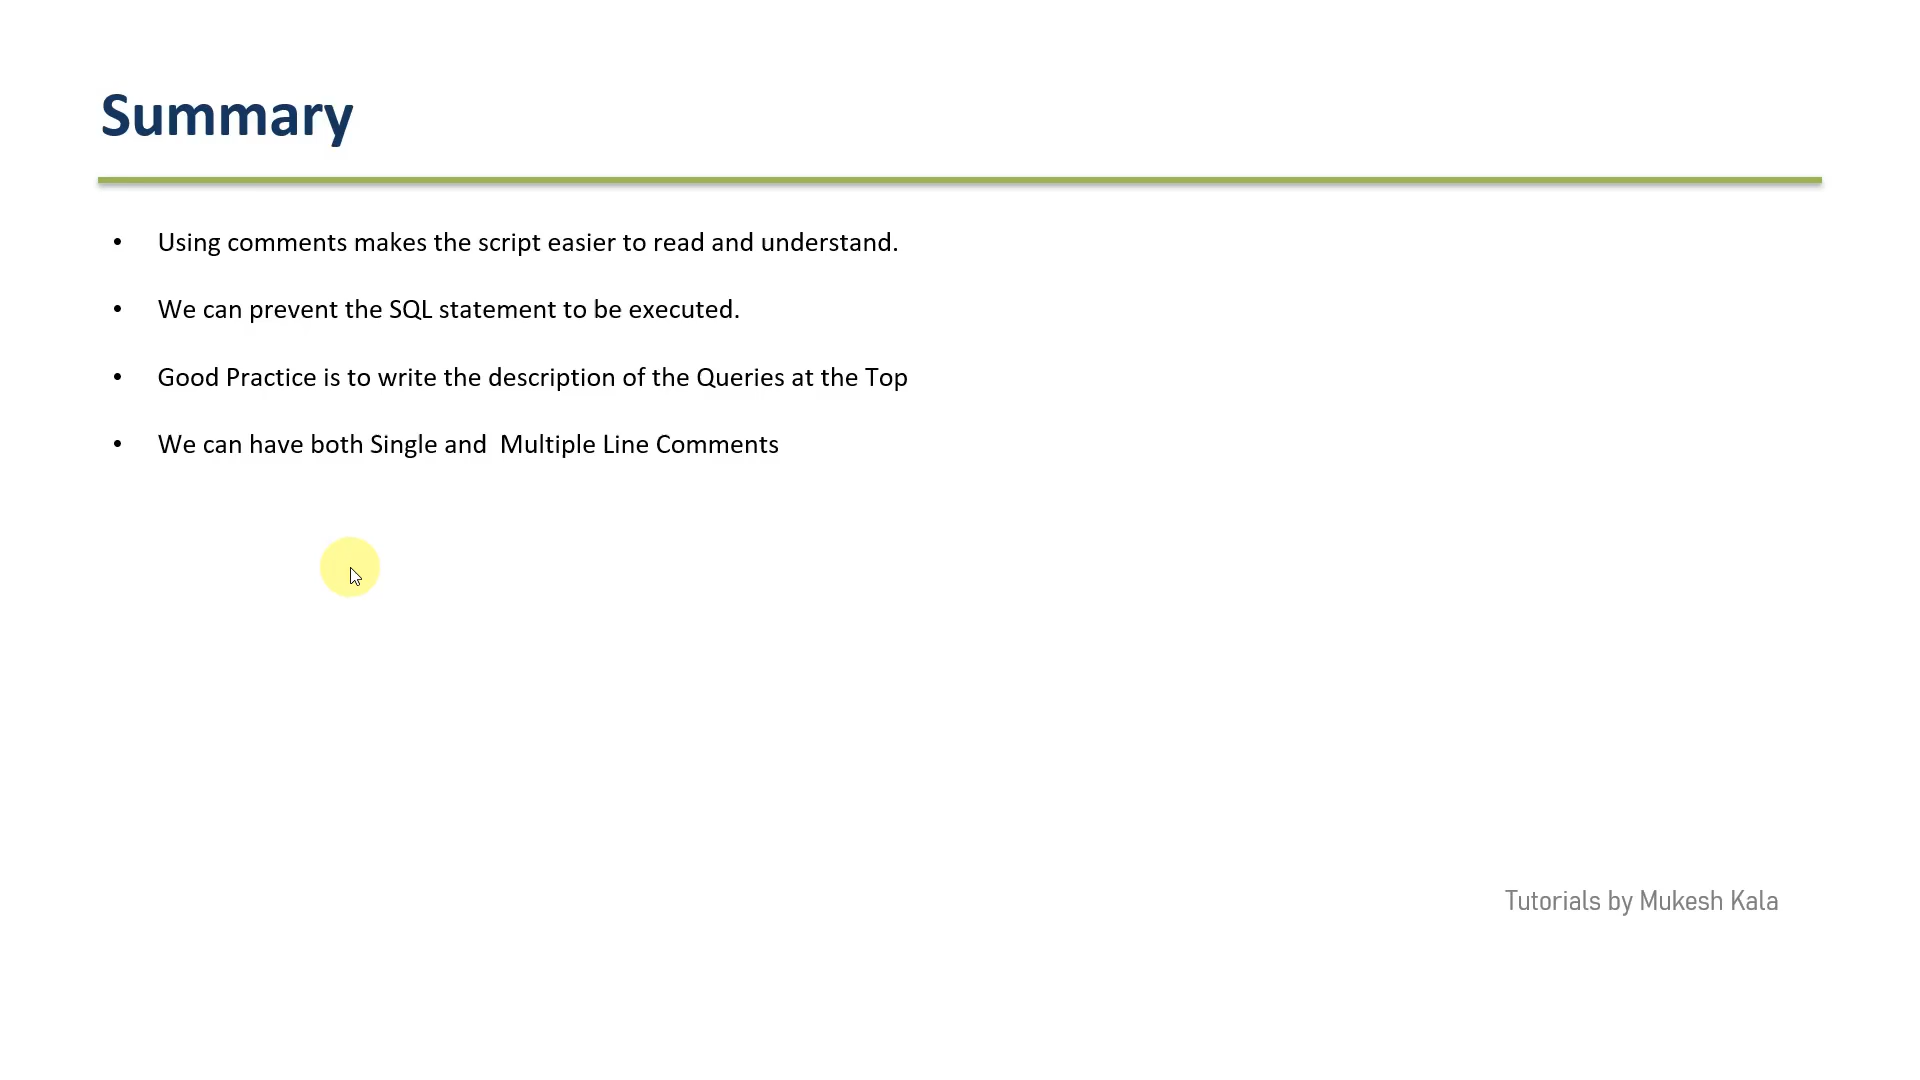 Summary
• Using comments makes the script easier to read and understand.
• We can prevent the SQL statement to be executed.
• Good Practice is to write the description of the Queries at the Top
• We can have both Single and  Multiple Line Comments
Tutorials by Mukesh Kala